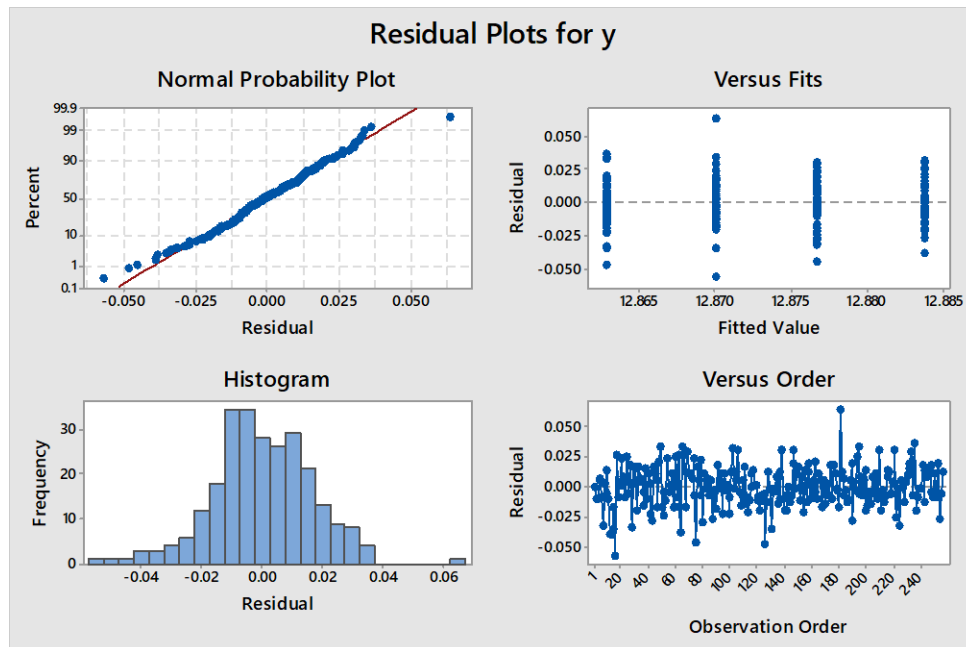 Residual Plots for y
Normal Probability Plot
99.9
99
90
50
10
1
0.1
Percent
-0.050 -0.025 0.000 0.025 0.050
Residual
Versus Fits
0.050
0.025
0.000
-0.025
-0.050
Residual
12.865 12.870 12.875 12.880 12.885
Fitted Value
Histogram
30
20
10
0
Frequency
-0.04 -0.02 0.00 0.02 0.04 0.06
Residual
Versus Order
0.050
0.025
0.000
-0.025
-0.050
Residual
1 20 40 60 80 100 120 140 160 180 200 220 240
Observation Order